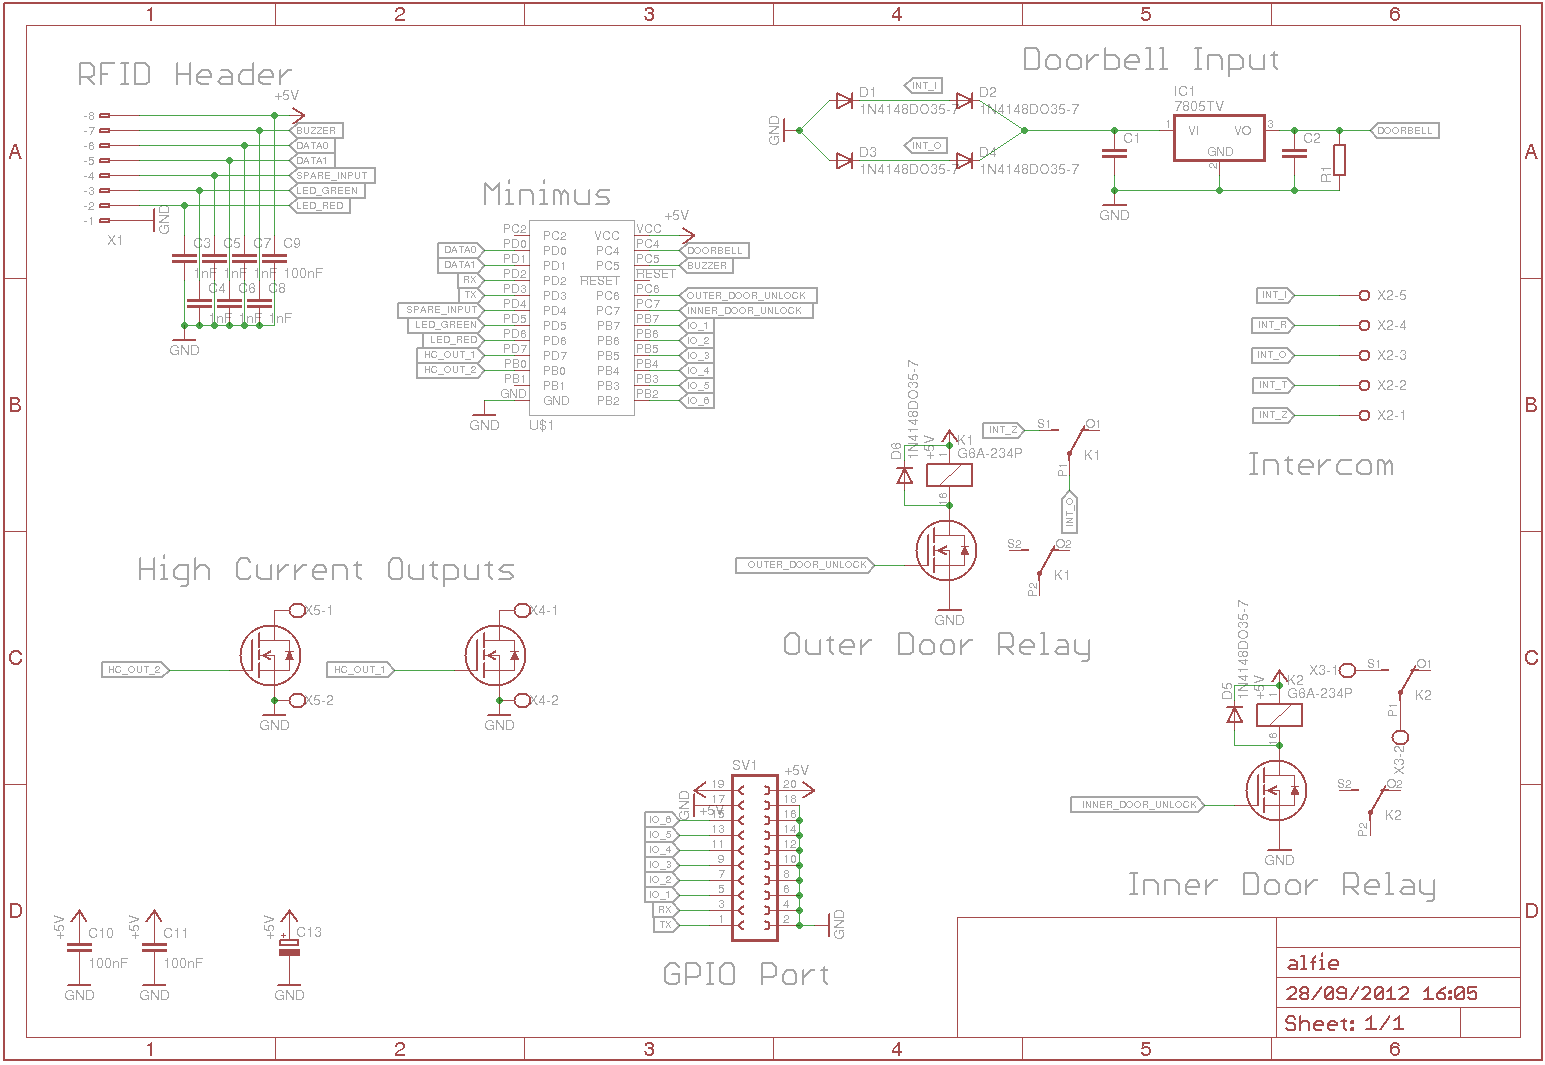 1 2 3 4 5 6
A
B
C
D
RFID Header
+5V
-8
-7 BUZZER
-6 DATA0
-5 DATA1
-4 SPARE_INPUT
-3 LED_GREEN
-2 LED_RED
-1 GND
X1
C3 C5 C7 C9
1nF 1nF 1nF 100nF
C4 C6 C8
1nF 1nF 1nF
GND
Minimus
+5V
PC2 PC2 VCC VCC
DATA0 PD0 PD0 PC4 PC4 DOORBELL
DATA1 PD1 PD1 PC5 PC5 BUZZER
RX PD2 PD2 RESET RESET
TX PD3 PD3 PC6 PC6 OUTER_DOOR_UNLOCK
SPARE_INPUT PD4 PD4 PC7 PC7 INNER_DOOR_UNLOCK
LED_GREEN PD5 PD5 PB7 PB7 IO_1
LED_RED PD6 PD6 PB6 PB6 IO_2
HC_OUT_1 PD7 PD7 PB5 PB5 IO_3
HC_OUT_2 PB0 PB0 PB4 PB4 IO_4
PB1 PB1 PB3 PB3 IO_5
GND GND PB2 PB2 IO_6
GND
U$1
Doorbell Input
GND
D1 INT_I D2
1N4148DO35-7 1N4148DO35-7
D3 INT_O D4
1N4148DO35-7 1N4148DO35-7
IC1
7805TV
1 VI VO 3
GND
2
C1 C2 R1
DOORBELL
GND
INT_I X2-5
INT_R X2-4
INT_O X2-3
INT_T X2-2
INT_Z X2-1
Intercom
D6
1N4148DO35-7
+5V
K1
G6A-234P
1
16
INT_Z S1 O1
K1
P1
INT_O
S2 O2
K1
P2
OUTER_DOOR_UNLOCK
GND
Outer Door Relay
High Current Outputs
X5-1
HC_OUT_2
X5-2
GND
X4-1
HC_OUT_1
X4-2
GND
D5
1N4148DO35-7
+5V
K2
G6A-234P
1
16
X3-1 S1 O1
K2
P1
X3-2
S2 O2
K2
P2
INNER_DOOR_UNLOCK
GND
Inner Door Relay
SV1
+5V
19 20
GND 17 18
+5V
IO_6 15 16
IO_5 13 14
IO_4 11 12
IO_3 9 10
IO_2 7 8
IO_1 5 6
RX 3 4
TX 1 2
GND
GPIO Port
+5V C10
100nF
GND
+5V C11
100nF
GND
+5V + C13
GND
alfie
28/09/2012 16:05
Sheet: 1/1
A
B
C
D
1 2 3 4 5 6